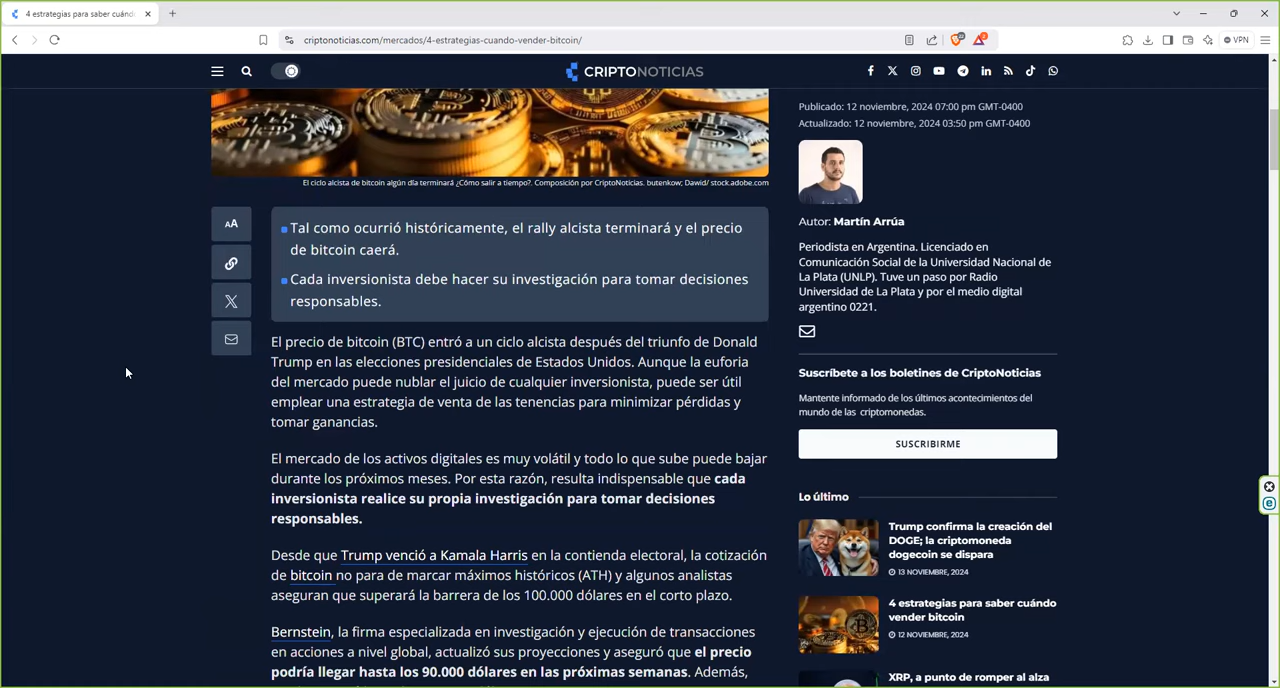 4 estrategias para saber cuándo
criptonoticias.com/mercados/4-estrategias-cuando-vender-bitcoin/
VPN
CRIPTONOTICIAS
El ciclo alcista de bitcoin algún día terminará ¿Cómo salir a tiempo?. Composición por CriptoNoticias. butenkow; Dawid/ stock.adobe.com
AA
Tal como ocurrió históricamente, el rally alcista terminará y el precio
de bitcoin caerá.
Cada inversionista debe hacer su investigación para tomar decisiones
responsables.
El precio de bitcoin (BTC) entró a un ciclo alcista después del triunfo de Donald
Trump en las elecciones presidenciales de Estados Unidos. Aunque la euforia
del mercado puede nublar el juicio de cualquier inversionista, puede ser útil
emplear una estrategia de venta de las tenencias para minimizar pérdidas y
tomar ganancias.
El mercado de los activos digitales es muy volátil y todo lo que sube puede bajar
durante los próximos meses. Por esta razón, resulta indispensable que cada
inversionista realice su propia investigación para tomar decisiones
responsables.
Desde que Trump venció a Kamala Harris en la contienda electoral, la cotización
de bitcoin no para de marcar máximos históricos (ATH) y algunos analistas
aseguran que superará la barrera de los 100.000 dólares en el corto plazo.
Bernstein, la firma especializada en investigación y ejecución de transacciones
en acciones a nivel global, actualizó sus proyecciones y aseguró que el precio
podría llegar hasta los 90.000 dólares en las próximas semanas. Además,
Publicado: 12 noviembre, 2024 07:00 pm GMT-0400
Actualizado: 12 noviembre, 2024 03:50 pm GMT-0400
Autor: Martín Arrúa
Periodista en Argentina. Licenciado en
Comunicación Social de la Universidad Nacional de
La Plata (UNLP). Tuve un paso por Radio
Universidad de La Plata y por el medio digital
argentino 0221.
Suscríbete a los boletines de CriptoNoticias
Mantente informado de los últimos acontecimientos del
mundo de las criptomonedas.
SUSCRIBIRME
Lo último
Trump confirma la creación del
DOGE; la criptomoneda
dogecoin se dispara
13 NOVIEMBRE, 2024
4 estrategias para saber cuándo
vender bitcoin
12 NOVIEMBRE, 2024
XRP, a punto de romper al alza